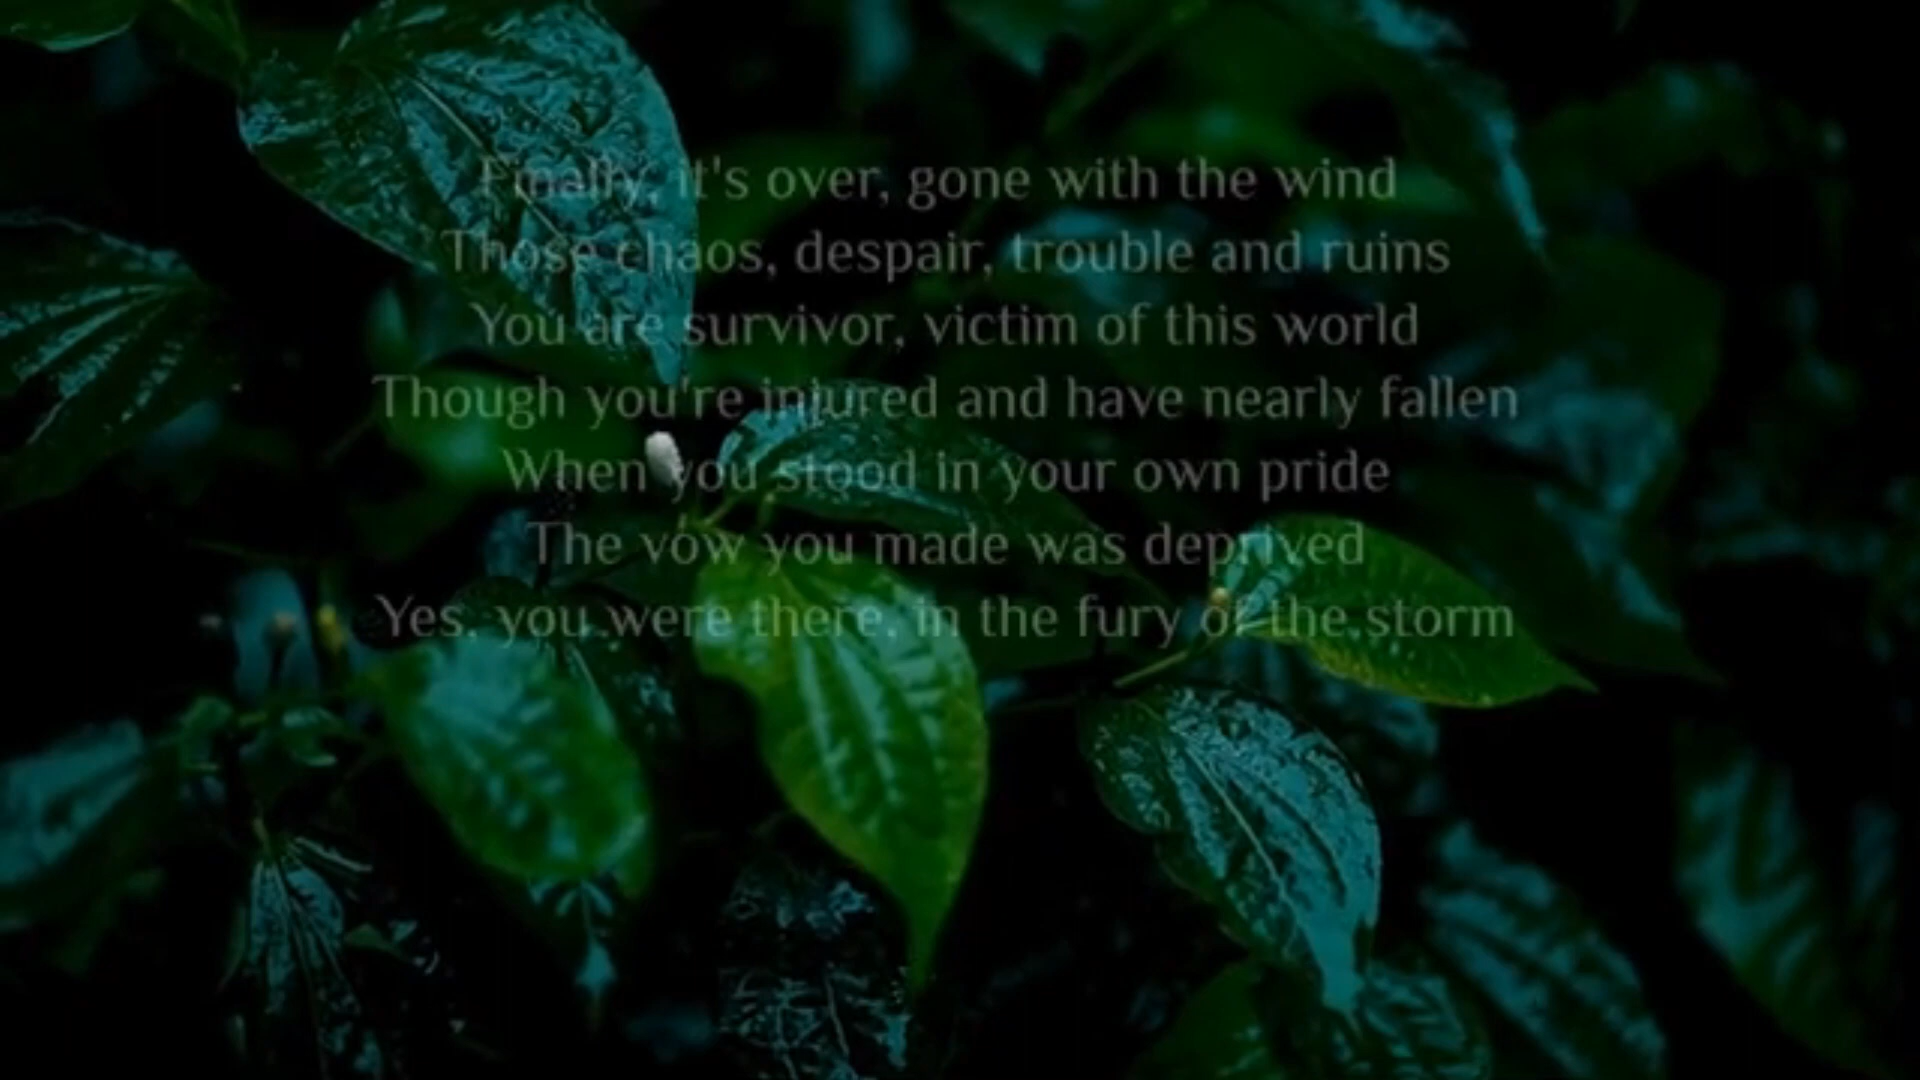 Finally, it's over, gone with the wind
Those chaos, despair, trouble and ruins
You are survivor, victim of this world
Though you're injured and have nearly fallen
When you stood in your own pride
The vow you made was deprived
Yes, you were there, in the fury of the storm